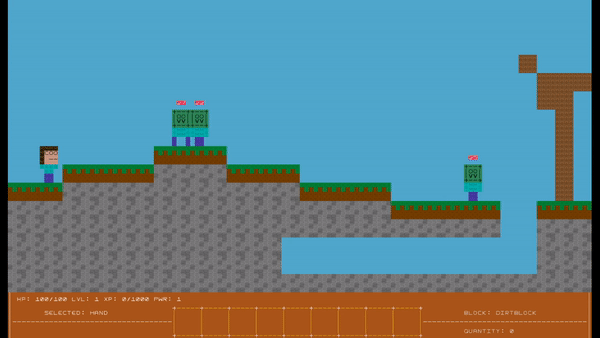 HP: 100/100 LVL: 1 XP: 0/1000 PWR: 1
SELECTED: HAND
BLOCK: DIRTBLOCK
QUANTITY: 0